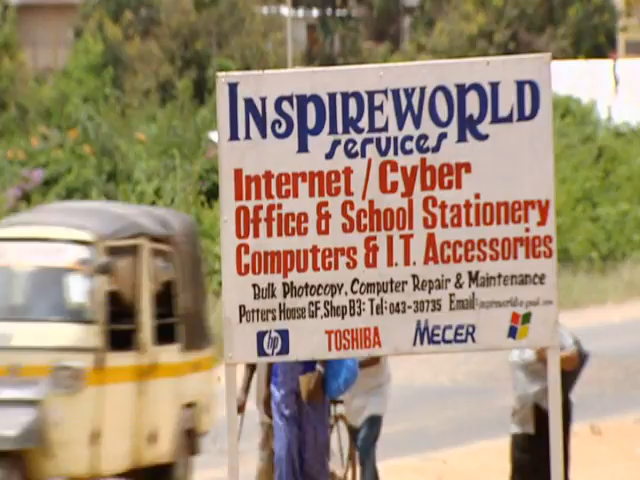 INSPIREWORLD
services
Internet / Cyber
Office & School Stationery
Computers & I.T. Accessories
Bulk Photocopy, Computer Repair & Maintenance
Potters House GF, Shop B3: Tel: 043-30735 Email:
hp TOSHIBA MECER